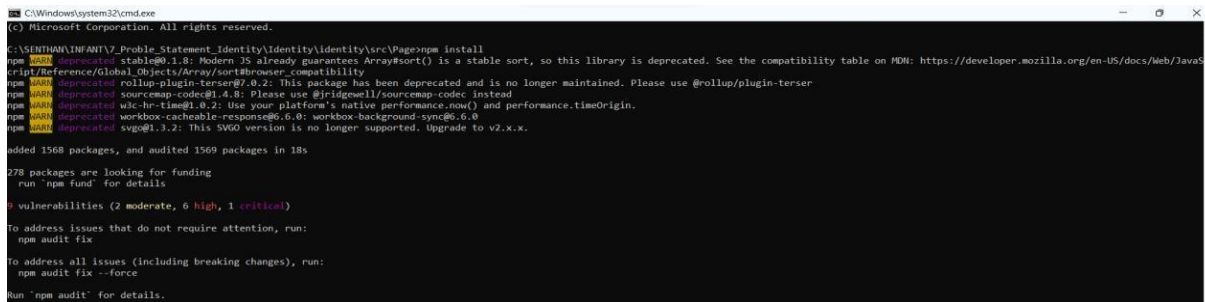 C:\Windows\system32\cmd.exe
(c) Microsoft Corporation. All rights reserved.
C:\SENTHAN\INFANT\7_Proble_Statement_Identity\Identity\identity\src\Page>npm install
npm WARN deprecated stable@0.1.8: Modern JS already guarantees Array#sort() is a stable sort, so this library is deprecated. See the compatibility table on MDN: https://developer.mozilla.org/en-US/docs/Web/JavaS
cript/Reference/Global_Objects/Array/sort#browser_compatibility
npm WARN deprecated rollup-plugin-terser@7.0.2: This package has been deprecated and is no longer maintained. Please use @rollup/plugin-terser
npm WARN deprecated sourcemap-codec@1.4.8: Please use @jridgewell/sourcemap-codec instead
npm WARN deprecated w3c-hr-time@1.0.2: Use your platform's native performance.now() and performance.timeOrigin.
npm WARN deprecated workbox-cacheable-response@6.6.0: workbox-background-sync@6.6.0
npm WARN deprecated svgo@1.3.2: This SVGO version is no longer supported. Upgrade to v2.x.x.
added 1568 packages, and audited 1569 packages in 18s
278 packages are looking for funding
run `npm fund` for details
9 vulnerabilities (2 moderate, 6 high, 1 critical)
To address issues that do not require attention, run:
npm audit fix
To address all issues (including breaking changes), run:
npm audit fix --force
Run `npm audit` for details.